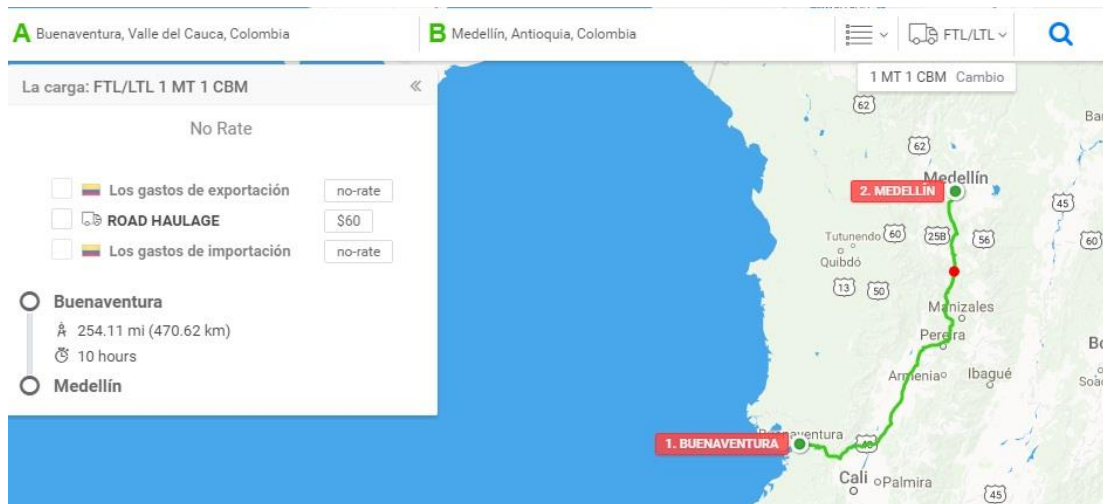 A Buenaventura, Valle del Cauca, Colombia
B Medellín, Antioquia, Colombia
FTL/LTL
La carga: FTL/LTL 1 MT 1 CBM
1 MT 1 CBM Cambio
No Rate
Los gastos de exportación no-rate
ROAD HAULAGE $60
Los gastos de importación no-rate
Buenaventura
254.11 mi (470.62 km)
10 hours
Medellín
62
Ba
62
Medellín
2. MEDELLÍN
45
Tutunendo 60
25B
56
60
Quibdó
13
50
Manizales
Pereira
B
Armenia
Ibagué
Soa
1. BUENAVENTURA
Cali
Palmira
45